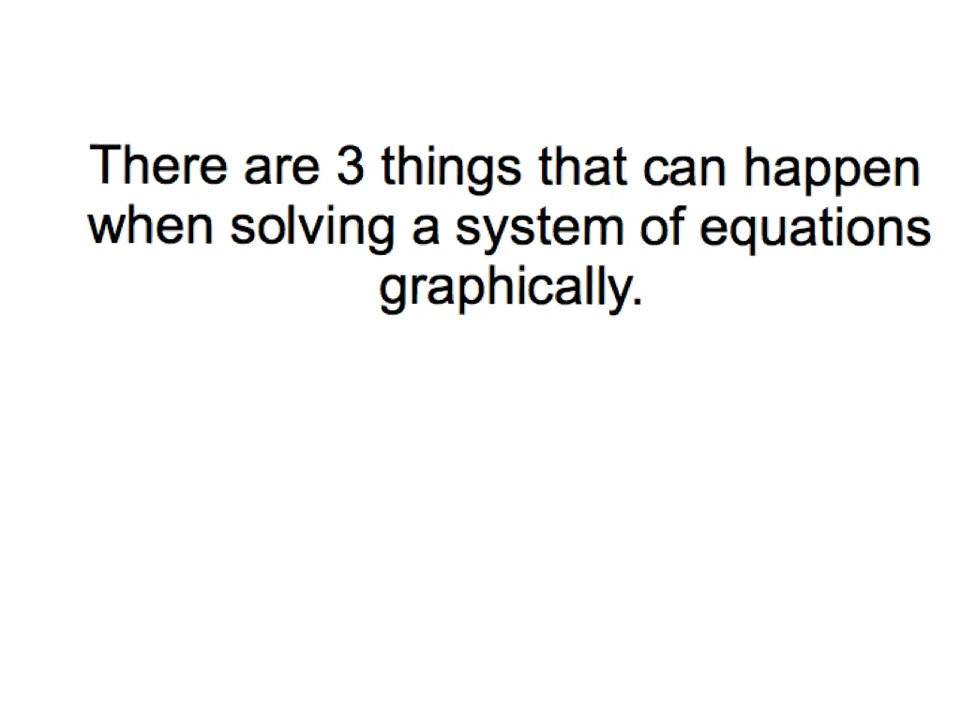 There are 3 things that can happen
when solving a system of equations
graphically.